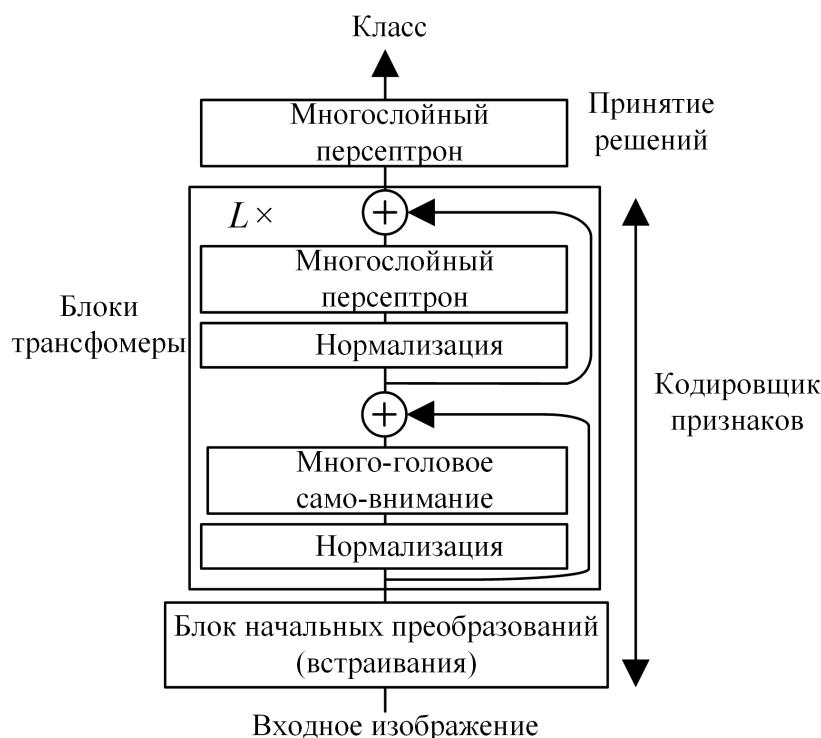 Класс
Многослойный
персептрон
Принятие
решений
L×
Многослойный
персептрон
Нормализация
Блоки
трансфомеры
Кодировщик
признаков
Много-головое
само-внимание
Нормализация
Блок начальных преобразований
(встраивания)
Входное изображение